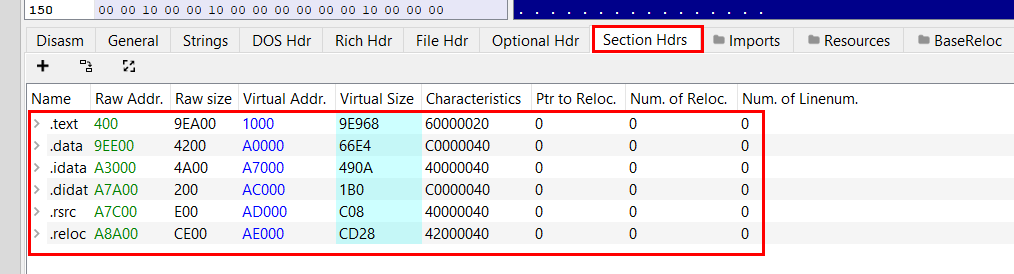 150 00 00 10 00 00 10 00 00 00 00 00 00 10 00 00 00 . . . . . . . . . . . . . . . .
Disasm General Strings DOS Hdr Rich Hdr File Hdr Optional Hdr Section Hdrs Imports Resources BaseReloc
Name Raw Addr. Raw size Virtual Addr. Virtual Size Characteristics Ptr to Reloc. Num. of Reloc. Num. of Linenum.
.text 400 9EA00 1000 9E968 60000020 0 0 0
.data 9EE00 4200 A0000 66E4 C0000040 0 0 0
.idata A3000 4A00 A7000 490A 40000040 0 0 0
.didat A7A00 200 AC000 1B0 C0000040 0 0 0
.rsrc A7C00 E00 AD000 C08 40000040 0 0 0
.reloc A8A00 CE00 AE000 CD28 42000040 0 0 0